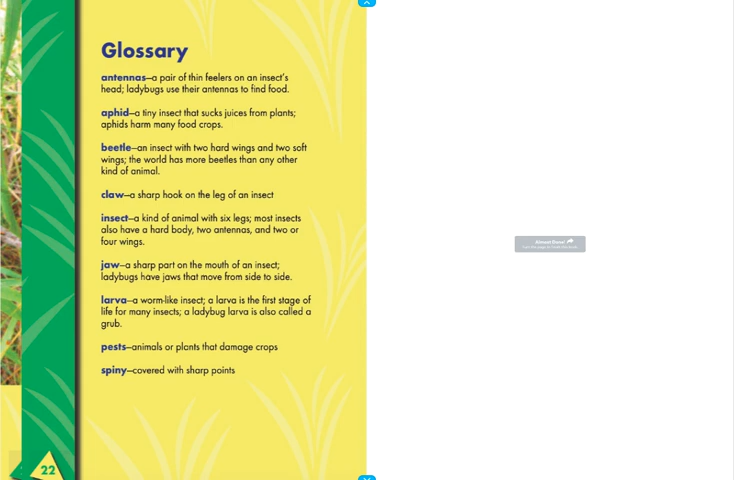 Glossary
antennas—a pair of thin feelers on an insect's
head; ladybugs use their antennas to find food.
aphid—a tiny insect that sucks juices from plants;
aphids harm many food crops.
beetle—an insect with two hard wings and two soft
wings; the world has more beetles than any other
kind of animal.
claw—a sharp hook on the leg of an insect
insect—a kind of animal with six legs; most insects
also have a hard body, two antennas, and two or
four wings.
jaw—a sharp part on the mouth of an insect;
ladybugs have jaws that move from side to side.
larva—a worm-like insect; a larva is the first stage of
life for many insects; a ladybug larva is also called a
grub.
pests—animals or plants that damage crops
spiny—covered with sharp points
22
Almost Done!